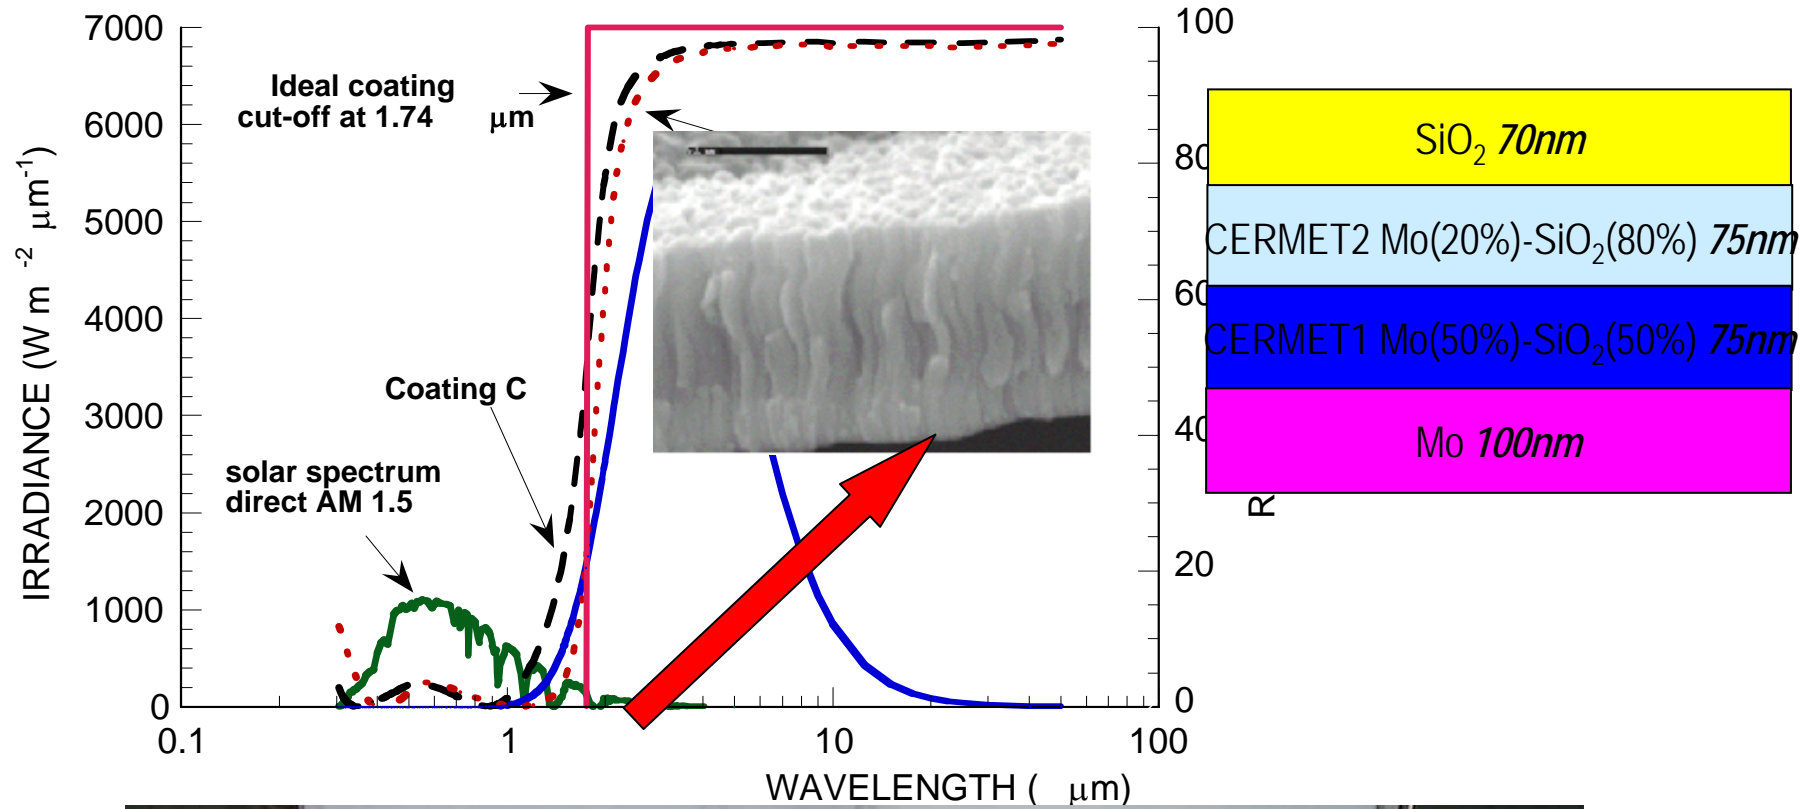 7000
6000
5000
4000
3000
2000
1000
0
IRRADIANCE (W m -2 μm-1)
Ideal coating
cut-off at 1.74 μm
Coating C
solar spectrum
direct AM 1.5
0.1
1
10
100
WAVELENGTH ( μm)
100
80
60
40
20
0
R
SiO2 70nm
CERMET2 Mo(20%)-SiO2(80%) 75nm
CERMET1 Mo(50%)-SiO2(50%) 75nm
Mo 100nm